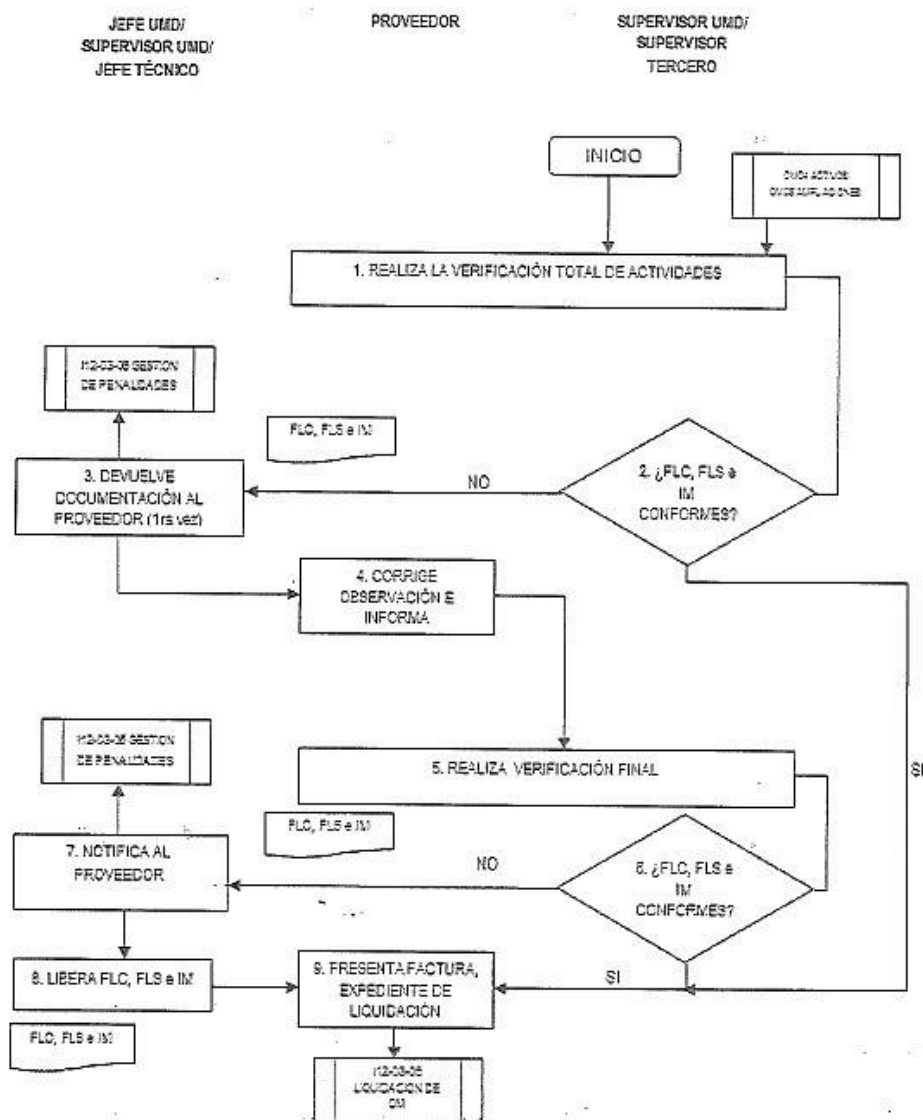 JEFE UMD/
SUPERVISOR UMD/
JEFE TÉCNICO
PROVEEDOR
SUPERVISOR UMD/
SUPERVISOR
TERCERO
INICIO
1. REALIZA LA VERIFICACIÓN TOTAL DE ACTIVIDADES
GESTION
DE PENALIDADES
FLC, FLS e IM
3. DEVUELVE
DOCUMENTACIÓN AL
PROVEEDOR (1ra vez)
NO
2. ¿FLC, FLS e
IM
CONFORMES?
4. CORRIGE
OBSERVACIÓN E
INFORMA
GESTION
DE PENALIDADES
5. REALIZA VERIFICACIÓN FINAL
SI
FLC, FLS e IM
7. NOTIFICA AL
PROVEEDOR
NO
6. ¿FLC, FLS e
IM
CONFORMES?
8. LIBERA FLC, FLS e IM
9. PRESENTA FACTURA,
EXPEDIENTE DE
LIQUIDACIÓN
SI
FLC, FLS e IM
LIQUIDACION DE
OM